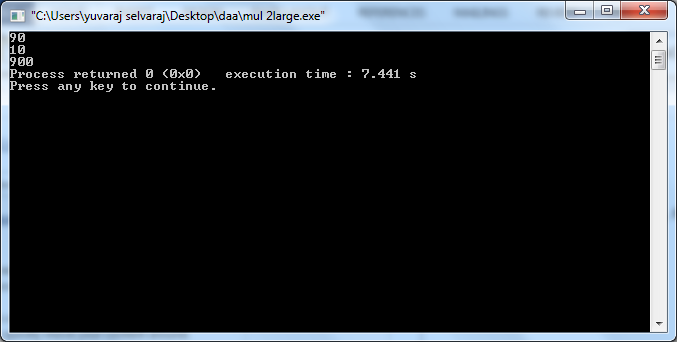 "C:\Users\yuvaraj selvaraj\Desktop\daa\mul 2large.exe"
90
10
900
Process returned 0 (0x0)   execution time : 7.441 s
Press any key to continue.